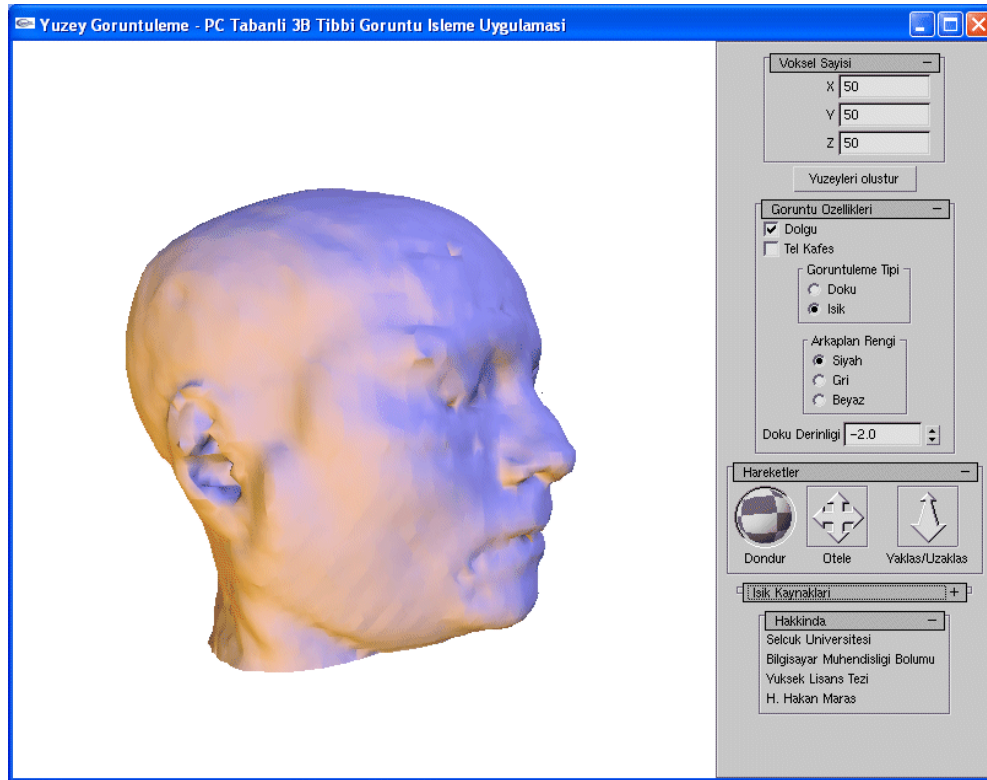 Yuzey Goruntuleme - PC Tabanli 3B Tibbi Goruntu Isleme Uygulamasi
Voksel Sayisi
X 50
Y 50
Z 50
Yuzeyleri olustur
Goruntu Ozellikleri
Dolgu
Tel Kafes
Goruntuleme Tipi
Doku
Isik
Arkaplan Rengi
Siyah
Gri
Beyaz
Doku Derinligi -2.0
Hareketler
Dondur Otele Yaklas/Uzaklas
Isik Kaynaklari
Hakkinda
Selcuk Universitesi
Bilgisayar Muhendisligi Bolumu
Yuksek Lisans Tezi
H. Hakan Maras